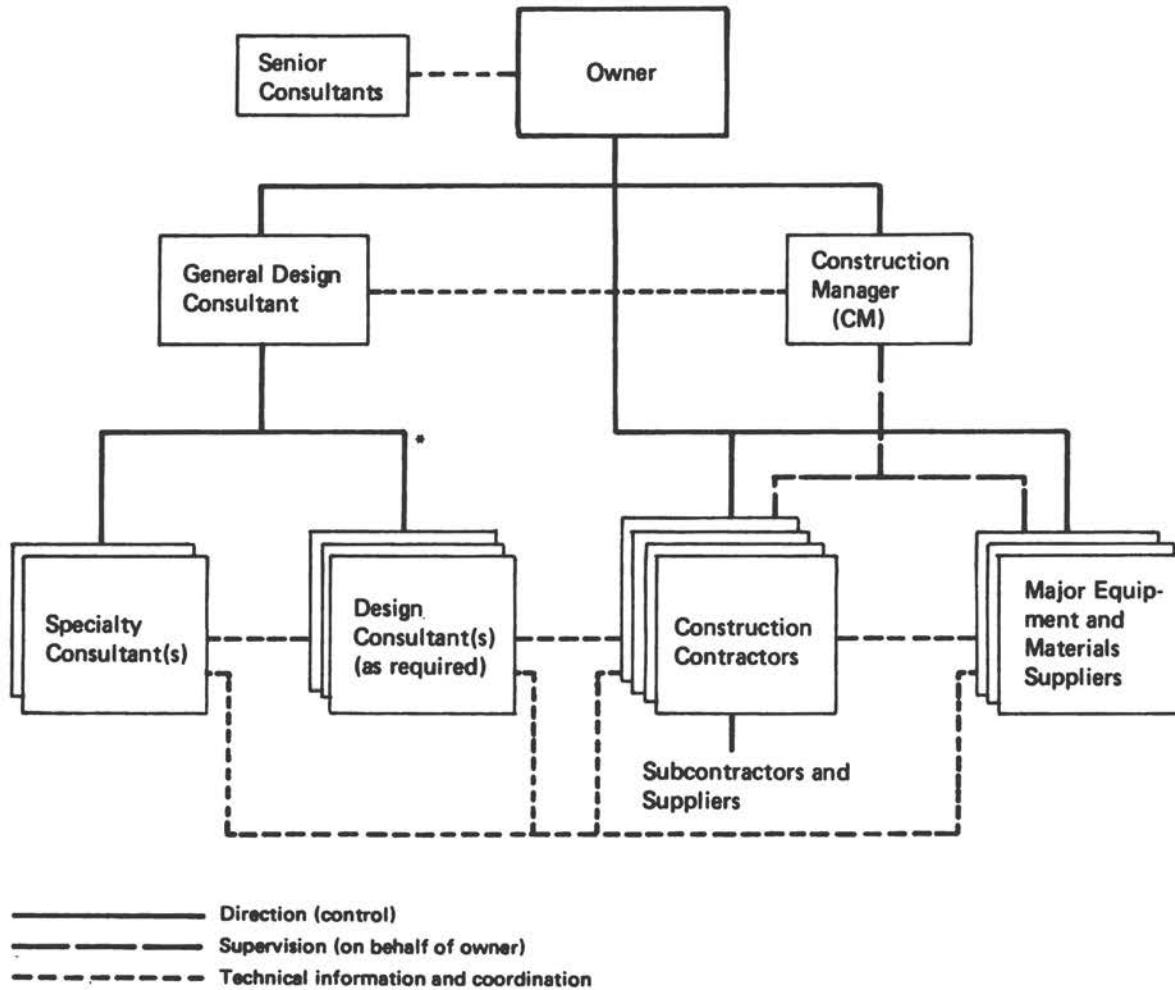 Senior
Consultants
Owner
General Design
Consultant
Construction
Manager
(CM)
*
Specialty
Consultant(s)
Design
Consultant(s)
(as required)
Construction
Contractors
Major Equip-
ment and
Materials
Suppliers
Subcontractors and
Suppliers
Direction (control)
Supervision (on behalf of owner)
Technical information and coordination